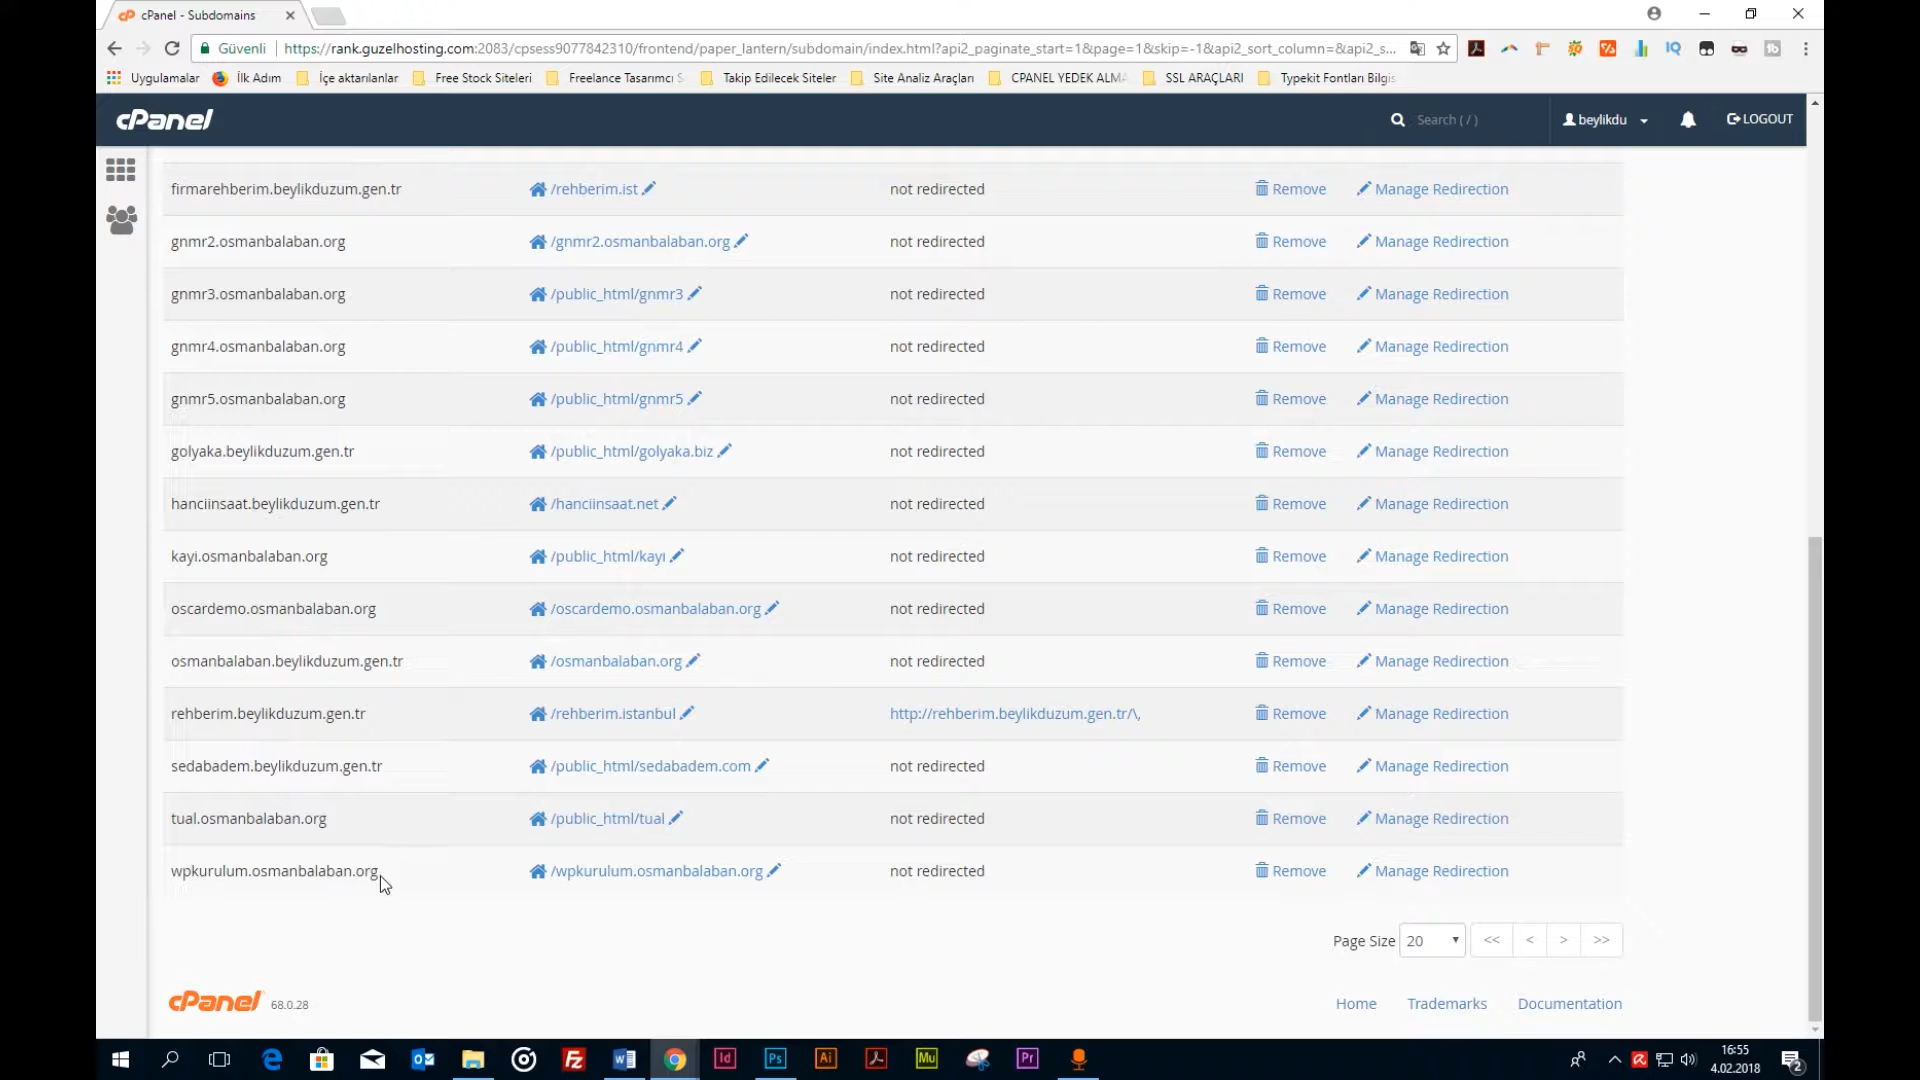 cPanel - Subdomains
Güvenli https://rank.guzelhosting.com:2083/cpsess9077842310/frontend/paper_lantern/subdomain/index.html?api2_paginate_start=1&page=1&skip=-1&api2_sort_column=&api2_s...
Uygulamalar İlk Adım İçe aktarılanlar Free Stock Siteleri Freelance Tasarımcı S Takip Edilecek Siteler Site Analiz Araçları CPANEL YEDEK ALMA SSL ARAÇLARI Typekit Fontları Bilgis
cPanel Search ( / ) beylikdu LOGOUT
firmarehberim.beylikduzum.gen.tr /rehberim.ist not redirected Remove Manage Redirection
gnmr2.osmanbalaban.org /gnmr2.osmanbalaban.org not redirected Remove Manage Redirection
gnmr3.osmanbalaban.org /public_html/gnmr3 not redirected Remove Manage Redirection
gnmr4.osmanbalaban.org /public_html/gnmr4 not redirected Remove Manage Redirection
gnmr5.osmanbalaban.org /public_html/gnmr5 not redirected Remove Manage Redirection
golyaka.beylikduzum.gen.tr /public_html/golyaka.biz not redirected Remove Manage Redirection
hanciinsaat.beylikduzum.gen.tr /hanciinsaat.net not redirected Remove Manage Redirection
kayi.osmanbalaban.org /public_html/kayı not redirected Remove Manage Redirection
oscardemo.osmanbalaban.org /oscardemo.osmanbalaban.org not redirected Remove Manage Redirection
osmanbalaban.beylikduzum.gen.tr /osmanbalaban.org not redirected Remove Manage Redirection
rehberim.beylikduzum.gen.tr /rehberim.istanbul http://rehberim.beylikduzum.gen.tr/\, Remove Manage Redirection
sedabadem.beylikduzum.gen.tr /public_html/sedabadem.com not redirected Remove Manage Redirection
tual.osmanbalaban.org /public_html/tual not redirected Remove Manage Redirection
wpkurulum.osmanbalaban.org /wpkurulum.osmanbalaban.org not redirected Remove Manage Redirection
Page Size 20 << < > >>
cPanel 68.0.28 Home Trademarks Documentation
16:55
4.02.2018 2